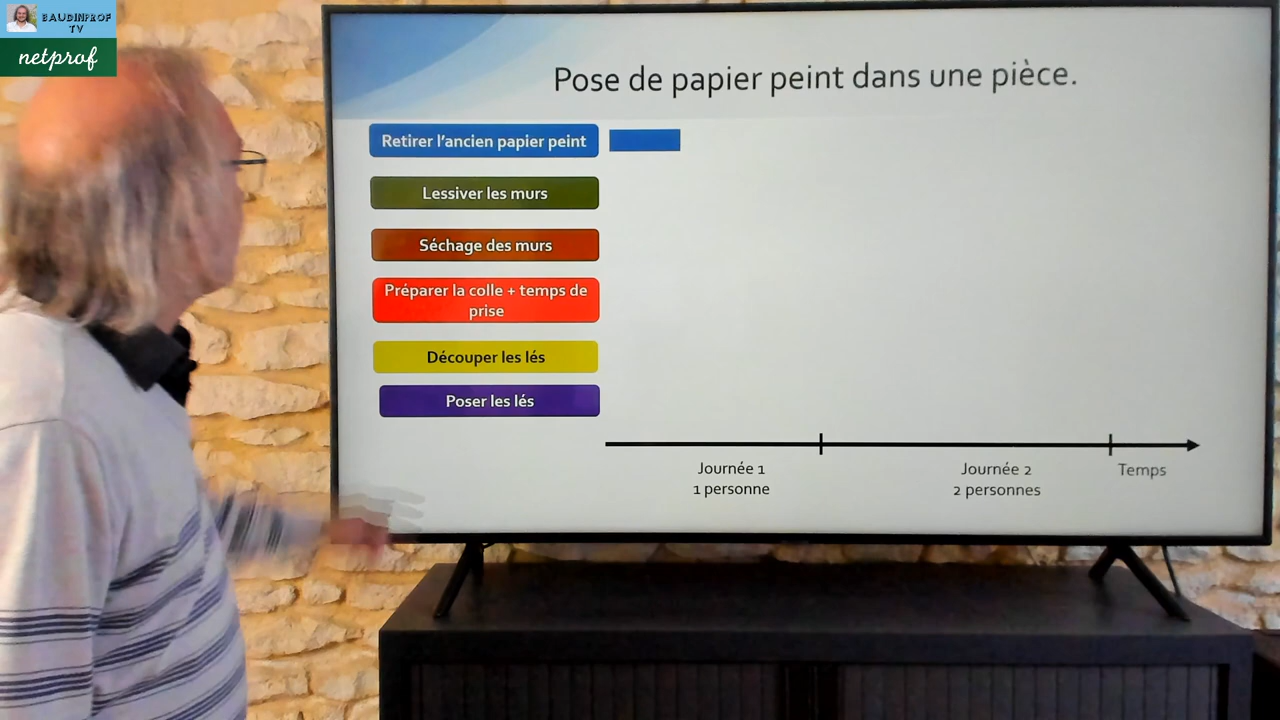 BAUDINPROF
TV
netprof
Pose de papier peint dans une pièce.
Retirer l'ancien papier peint
Lessiver les murs
Séchage des murs
Préparer la colle + temps de
prise
Découper les lés
Poser les lés
Journée 1
1 personne
Journée 2
2 personnes
Temps